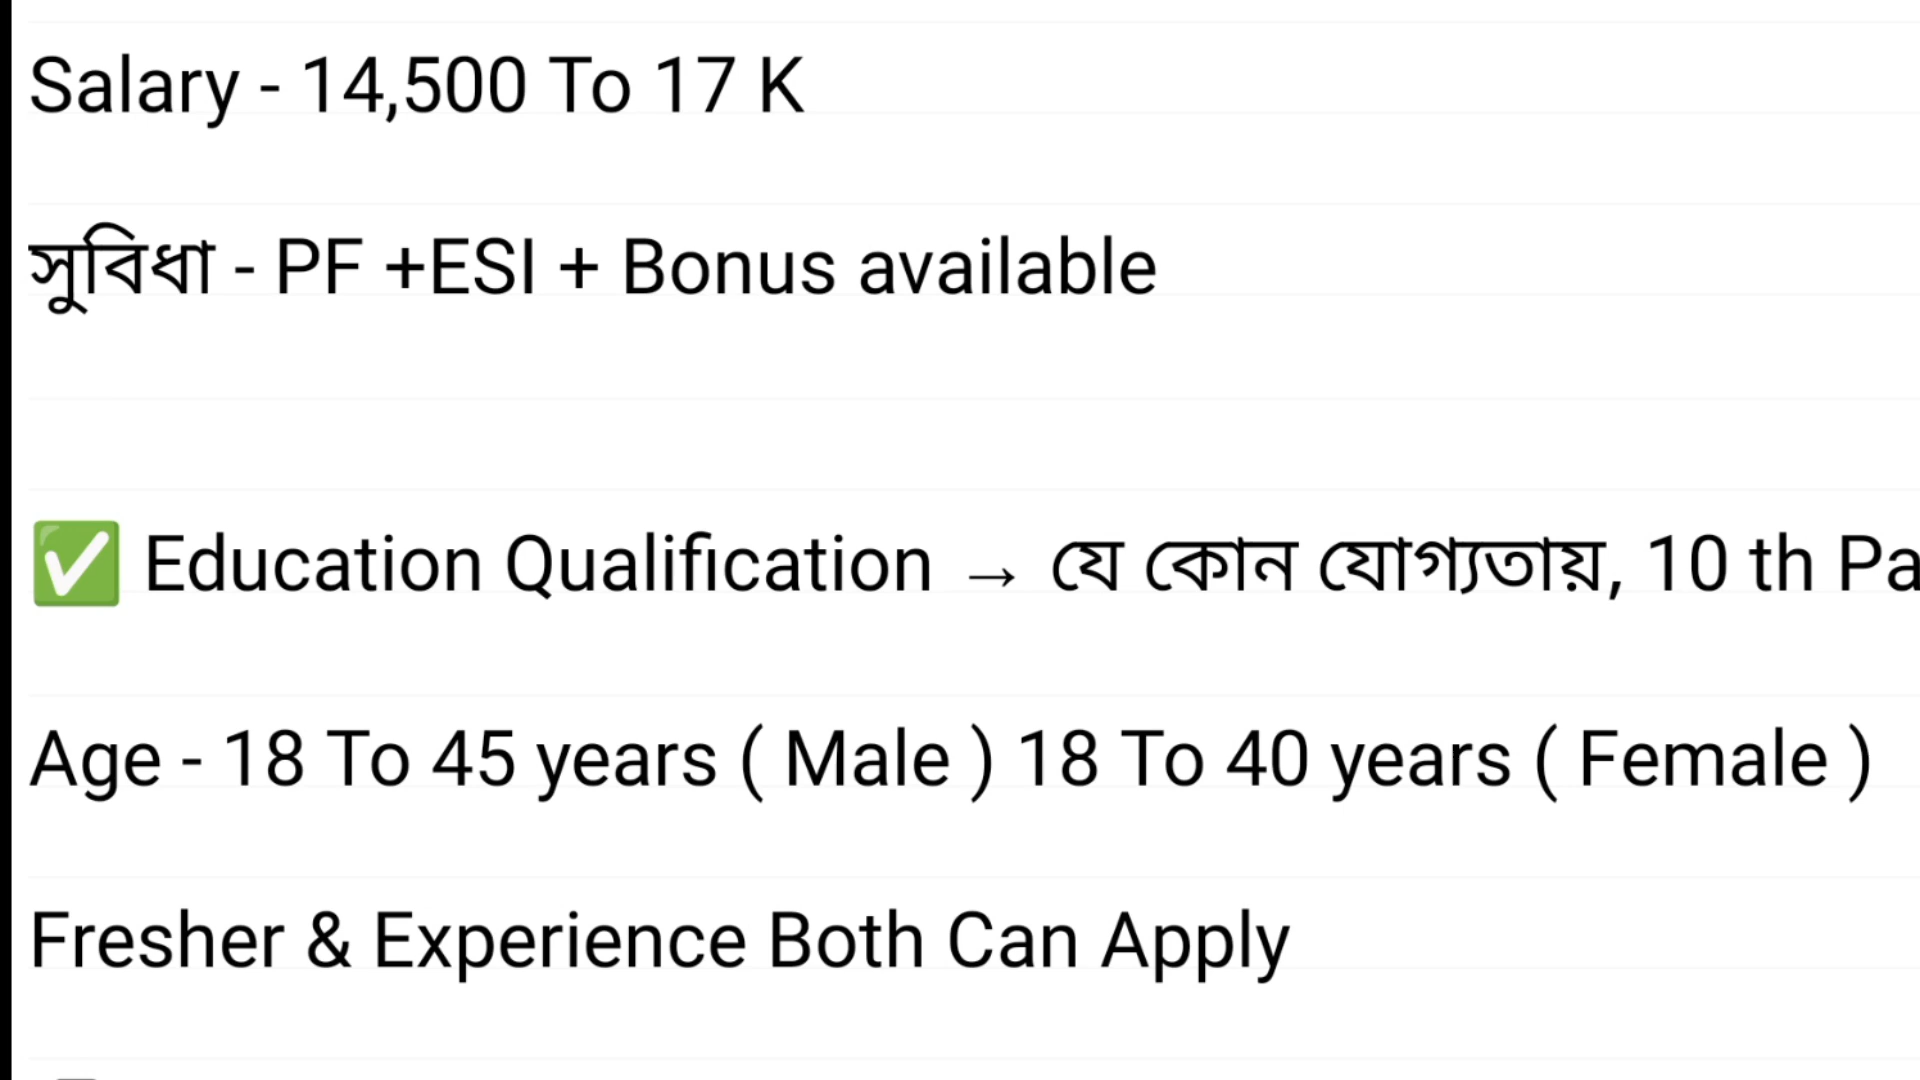 Salary - 14,500 To 17 K
সুবিধা - PF +ESI + Bonus available
✅ Education Qualification → যে কোন যোগ্যতায়, 10 th Pa
Age - 18 To 45 years ( Male ) 18 To 40 years ( Female )
Fresher & Experience Both Can Apply